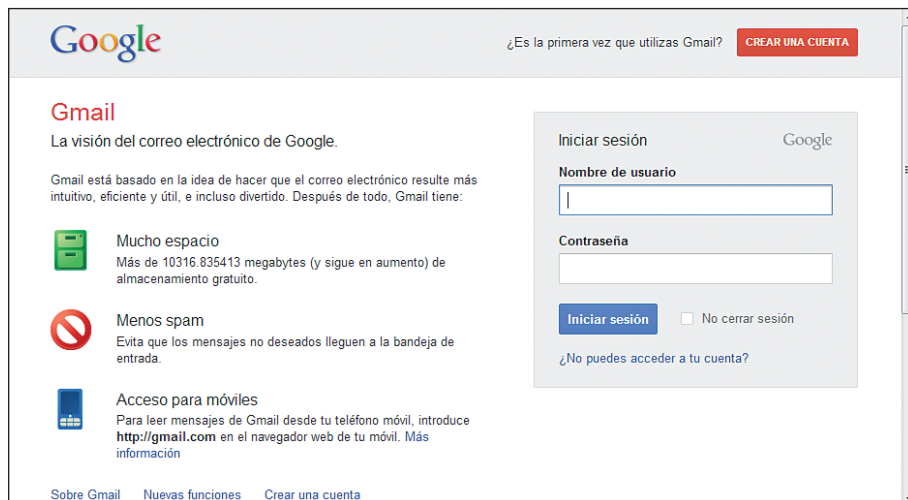 Google
¿Es la primera vez que utilizas Gmail?
CREAR UNA CUENTA
Gmail
La visión del correo electrónico de Google.
Gmail está basado en la idea de hacer que el correo electrónico resulte más
intuitivo, eficiente y útil, e incluso divertido. Después de todo, Gmail tiene:
Mucho espacio
Más de 10316.835413 megabytes (y sigue en aumento) de
almacenamiento gratuito.
Menos spam
Evita que los mensajes no deseados lleguen a la bandeja de
entrada.
Acceso para móviles
Para leer mensajes de Gmail desde tu teléfono móvil, introduce
http://gmail.com en el navegador web de tu móvil. Más
información
Sobre Gmail Nuevas funciones Crear una cuenta
Iniciar sesión Google
Nombre de usuario
Contraseña
Iniciar sesión No cerrar sesión
¿No puedes acceder a tu cuenta?